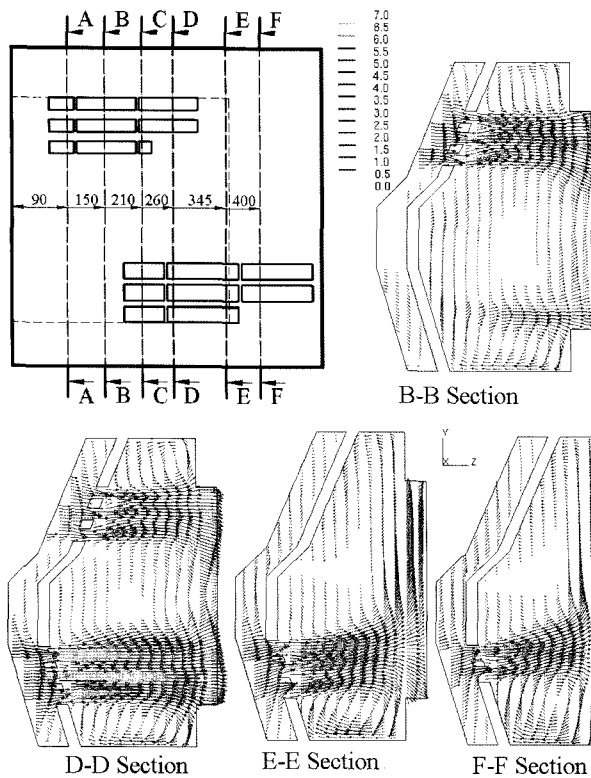 A B C D E F
90 150 210 260 345 400
A B C D E F
7.0
6.5
6.0
5.5
5.0
4.5
4.0
3.5
3.0
2.5
2.0
1.5
1.0
0.5
0.0
B-B Section
Y
X Z
D-D Section
E-E Section
F-F Section